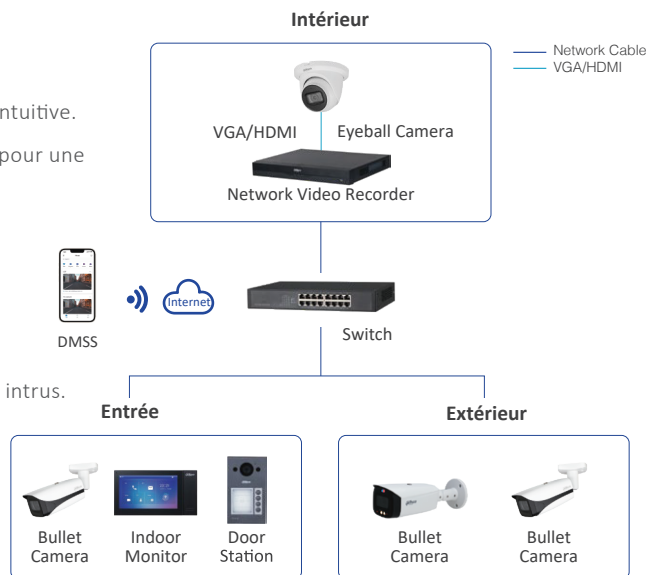 Intérieur
Network Cable
VGA/HDMI
ntuitive.
pour une
VGA/HDMI
Eyeball Camera
Network Video Recorder
Internet
DMSS
Switch
intrus.
Entrée
Extérieur
Bullet
Camera
Indoor
Monitor
Door
Station
Bullet
Camera
Bullet
Camera